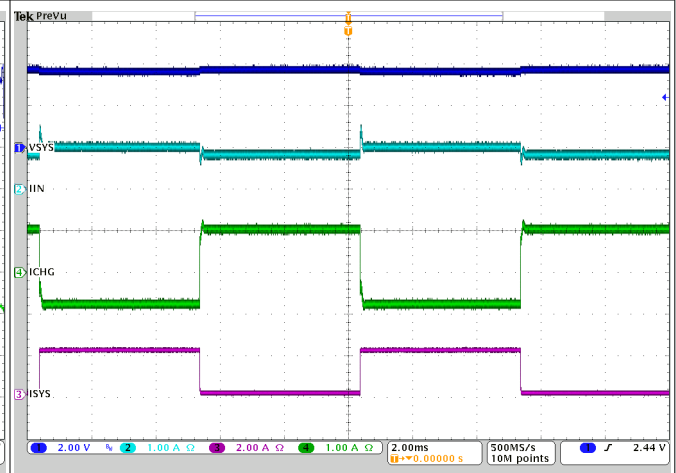 Tek PreVu
T
T
1 VSYS
2 IIN
4 ICHG
3 ISYS
1 2.00 V BW 2 1.00 A Ω 3 2.00 A Ω 4 1.00 A Ω
2.00ms
T→▼0.00000 s
500MS/s
10M points
1 2.44 V